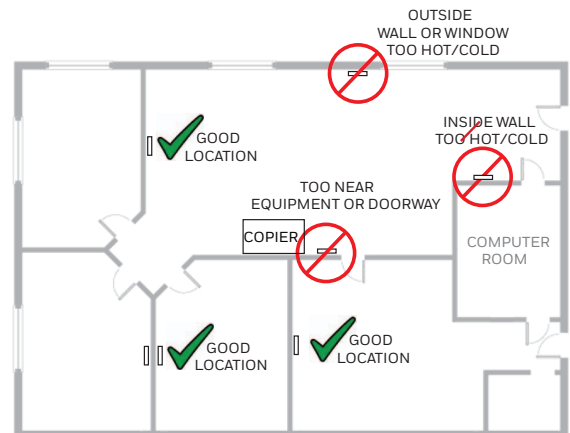 OUTSIDE
WALL OR WINDOW
TOO HOT/COLD
INSIDE WALL
TOO HOT/COLD
GOOD
LOCATION
TOO NEAR
EQUIPMENT OR DOORWAY
COPIER
COMPUTER
ROOM
GOOD
LOCATION
GOOD
LOCATION